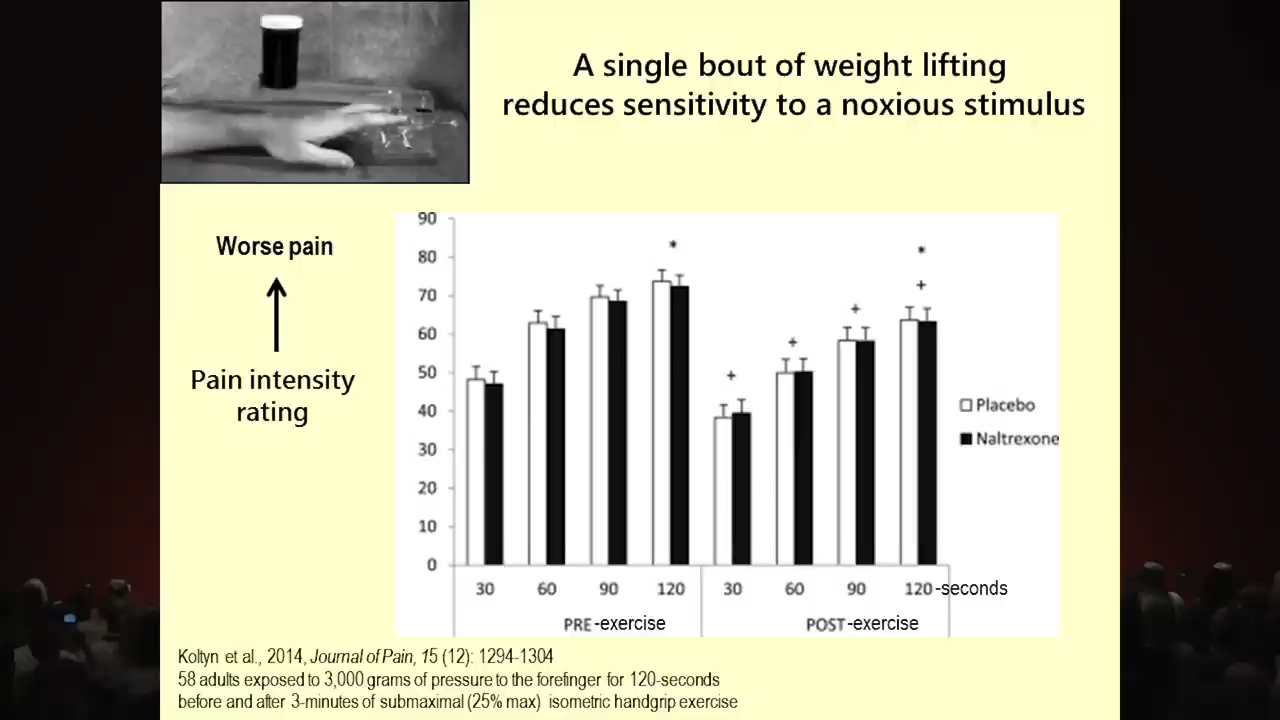 A single bout of weight lifting
reduces sensitivity to a noxious stimulus
Worse pain
Pain intensity
rating
90
80
70
60
50
40
30
20
10
0
*
+
+
+
*
+
Placebo
Naltrexone
30 60 90 120 30 60 90 120 -seconds
PRE -exercise POST -exercise
Koltyn et al., 2014, Journal of Pain, 15 (12): 1294-1304
58 adults exposed to 3,000 grams of pressure to the forefinger for 120-seconds
before and after 3-minutes of submaximal (25% max) isometric handgrip exercise